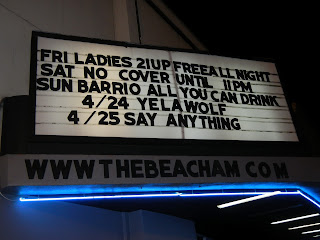 FRI LADIES 21UP FREE ALL NIGHT
SAT NO COVER UNTIL 11PM
SUN BARRIO ALL YOU CAN DRINK
4/24 YELAWOLF
4/25 SAY ANYTHING
WWW.THEBEACHAM.COM